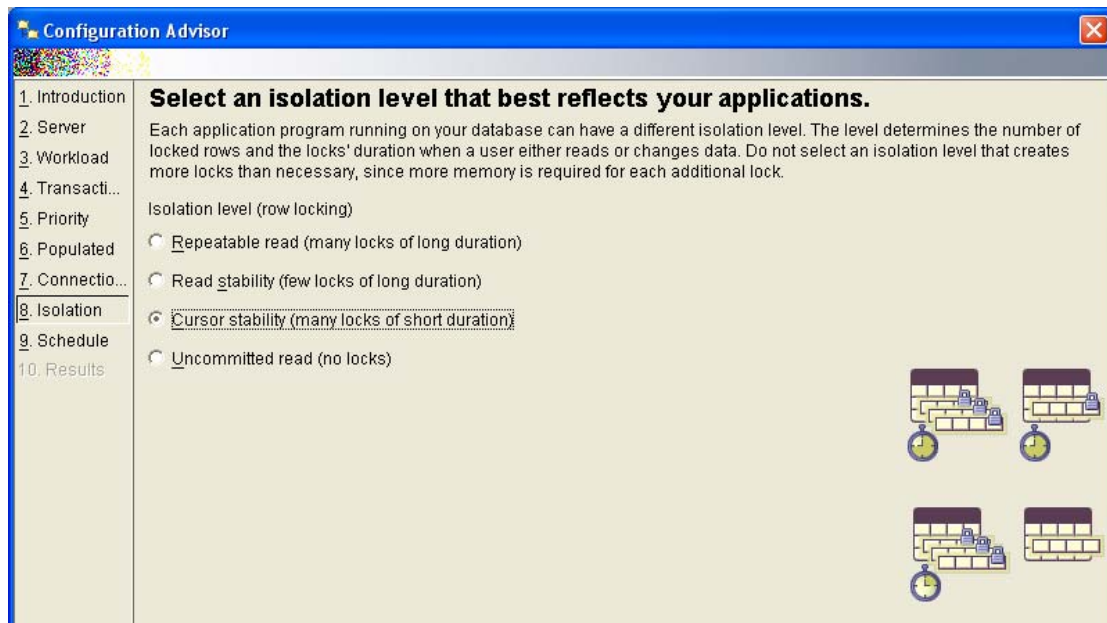 Configuration Advisor
1. Introduction
2. Server
3. Workload
4. Transacti...
5. Priority
6. Populated
7. Connectio...
8. Isolation
9. Schedule
10. Results
Select an isolation level that best reflects your applications.
Each application program running on your database can have a different isolation level. The level determines the number of
locked rows and the locks' duration when a user either reads or changes data. Do not select an isolation level that creates
more locks than necessary, since more memory is required for each additional lock.
Isolation level (row locking)
Repeatable read (many locks of long duration)
Read stability (few locks of long duration)
Cursor stability (many locks of short duration)
Uncommitted read (no locks)